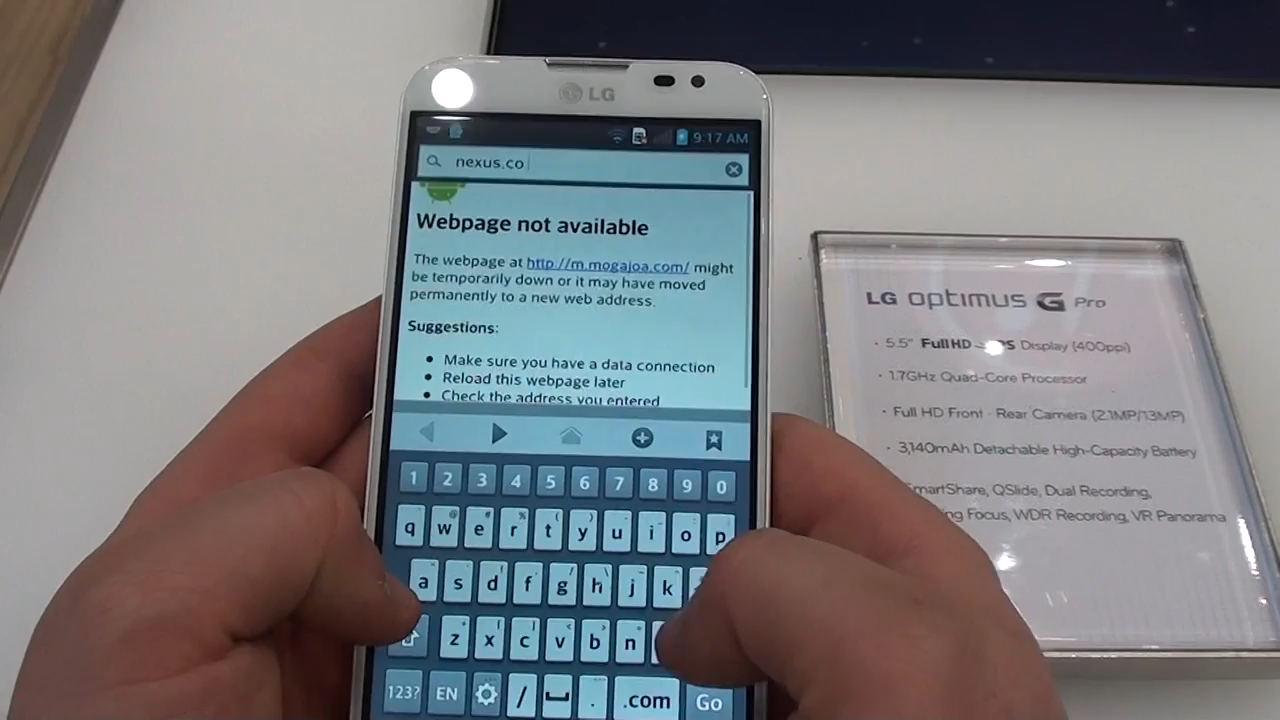 LG
9:17 AM
nexus.co
Webpage not available
The webpage at http://m.mogajoa.com/ might
be temporarily down or it may have moved
permanently to a new web address.
Suggestions:
Make sure you have a data connection
Reload this webpage later
Check the address you entered
1 2 3 4 5 6 7 8 9 0
q w e r t y u i o p
a s d f g h j k
z x c v b n
123? EN / . .com Go
LG Optimus G Pro
5.5" Full HD Display (400ppi)
1.7GHz Quad-Core Processor
Full HD Front · Rear Camera (2.1MP/13MP)
3,140mAh Detachable High-Capacity Battery
SmartShare, QSlide, Dual Recording,
Focus, WDR Recording, VR Panorama